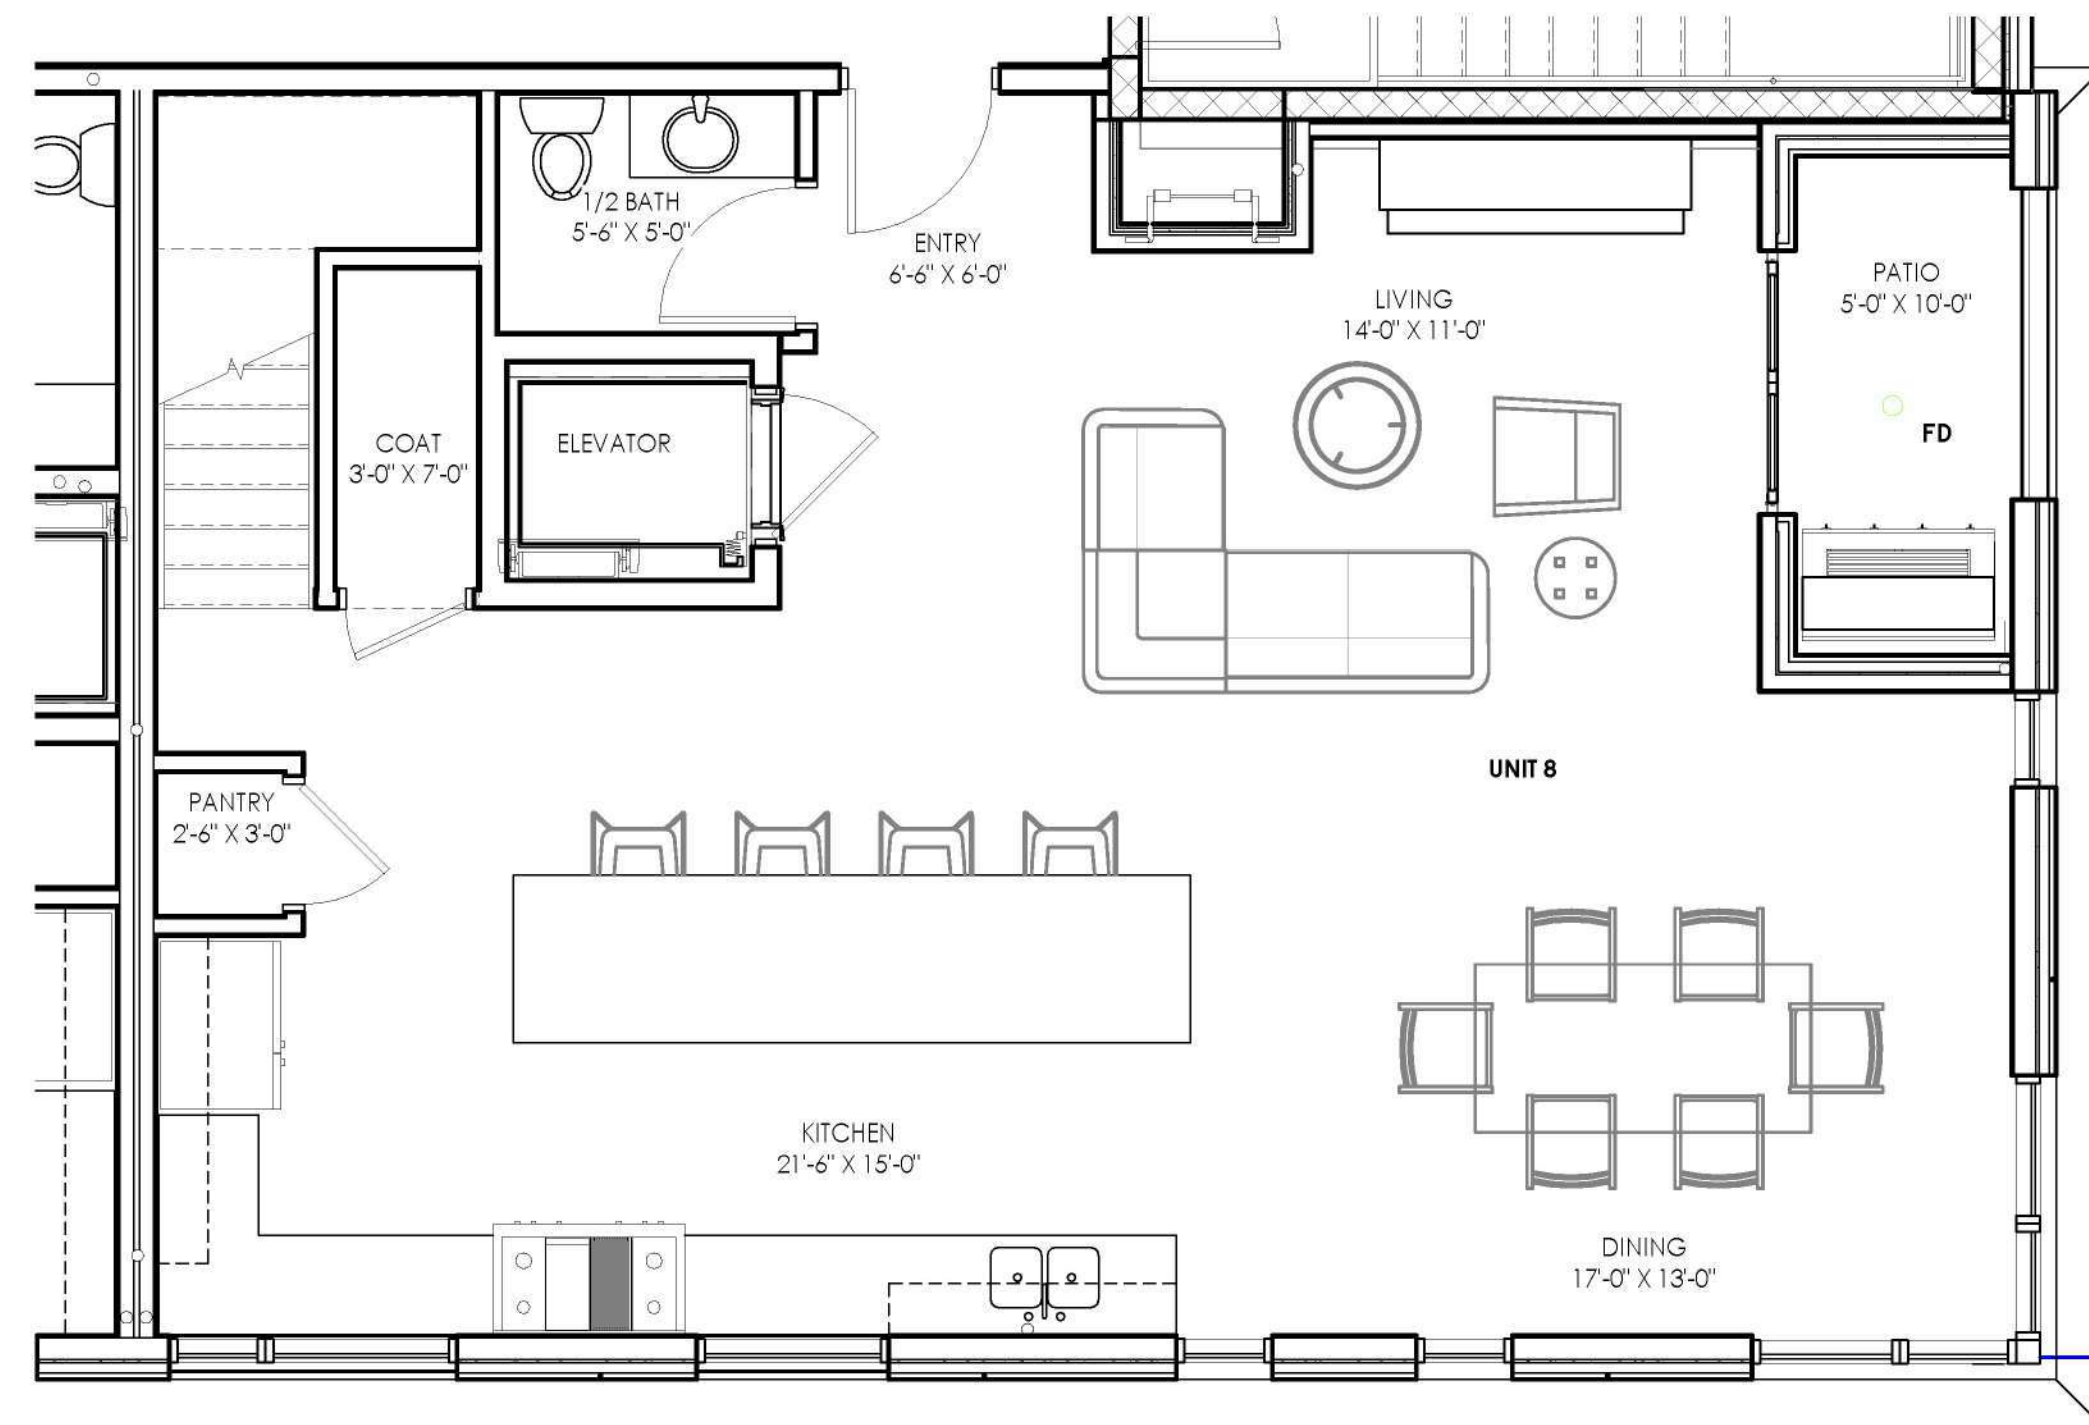 1/2 BATH
5'-6" X 5'-0"
ENTRY
6'-6" X 6'-0"
LIVING
14'-0" X 11'-0"
PATIO
5'-0" X 10'-0"
FD
COAT
3'-0" X 7'-0"
ELEVATOR
UNIT 8
PANTRY
2'-6" X 3'-0"
KITCHEN
21'-6" X 15'-0"
DINING
17'-0" X 13'-0"